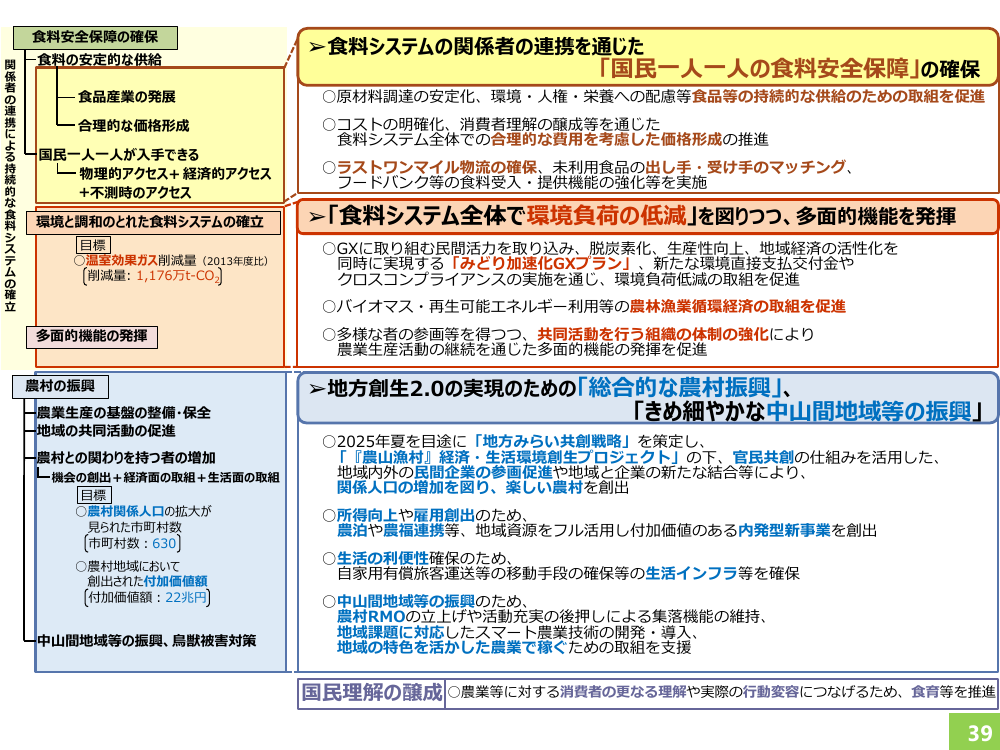 食料安全保障の確保
関係者の連携による持続的な食料システムの確立
食料の安定的な供給
食品産業の発展
合理的な価格形成
国民一人一人が入手できる
物理的アクセス+経済的アクセス
+不測時のアクセス
➢食料システムの関係者の連携を通じた
「国民一人一人の食料安全保障」の確保
○原材料調達の安定化、環境・人権・栄養への配慮等食品等の持続的な供給のための取組を促進
○コストの明確化、消費者理解の醸成等を通じた
食料システム全体での合理的な費用を考慮した価格形成の推進
○ラストワンマイル物流の確保、未利用食品の出し手・受け手のマッチング、
フードバンク等の食料受入・提供機能の強化等を実施
環境と調和のとれた食料システムの確立
目標
○温室効果ガス削減量（2013年度比）
削減量: 1,176万t-CO2
多面的機能の発揮
➢「食料システム全体で環境負荷の低減」を図りつつ、多面的機能を発揮
○GXに取り組む民間活力を取り込み、脱炭素化、生産性向上、地域経済の活性化を
同時に実現する「みどり加速化GXプラン」、新たな環境直接支払交付金や
クロスコンプライアンスの実施を通じ、環境負荷低減の取組を促進
○バイオマス・再生可能エネルギー利用等の農林漁業循環経済の取組を促進
○多様な者の参画等を得つつ、共同活動を行う組織の体制の強化により
農業生産活動の継続を通じた多面的機能の発揮を促進
農村の振興
農業生産の基盤の整備・保全
地域の共同活動の促進
農村との関わりを持つ者の増加
機会の創出+経済面の取組+生活面の取組
目標
○農村関係人口の拡大が
見られた市町村数
市町村数：630
○農村地域において
創出された付加価値額
付加価値額：22兆円
中山間地域等の振興、鳥獣被害対策
➢地方創生2.0の実現のための「総合的な農村振興」、
「きめ細やかな中山間地域等の振興」
○2025年夏を目途に「地方みらい共創戦略」を策定し、
「『農山漁村』経済・生活環境創生プロジェクト」の下、官民共創の仕組みを活用した、
地域内外の民間企業の参画促進や地域と企業の新たな結合等により、
関係人口の増加を図り、楽しい農村を創出
○所得向上や雇用創出のため、
農泊や農福連携等、地域資源をフル活用し付加価値のある内発型新事業を創出
○生活の利便性確保のため、
自家用有償旅客運送等の移動手段の確保等の生活インフラ等を確保
○中山間地域等の振興のため、
農村RMOの立上げや活動充実の後押しによる集落機能の維持、
地域課題に対応したスマート農業技術の開発・導入、
地域の特色を活かした農業で稼ぐための取組を支援
国民理解の醸成
○農業等に対する消費者の更なる理解や実際の行動変容につなげるため、食育等を推進
39